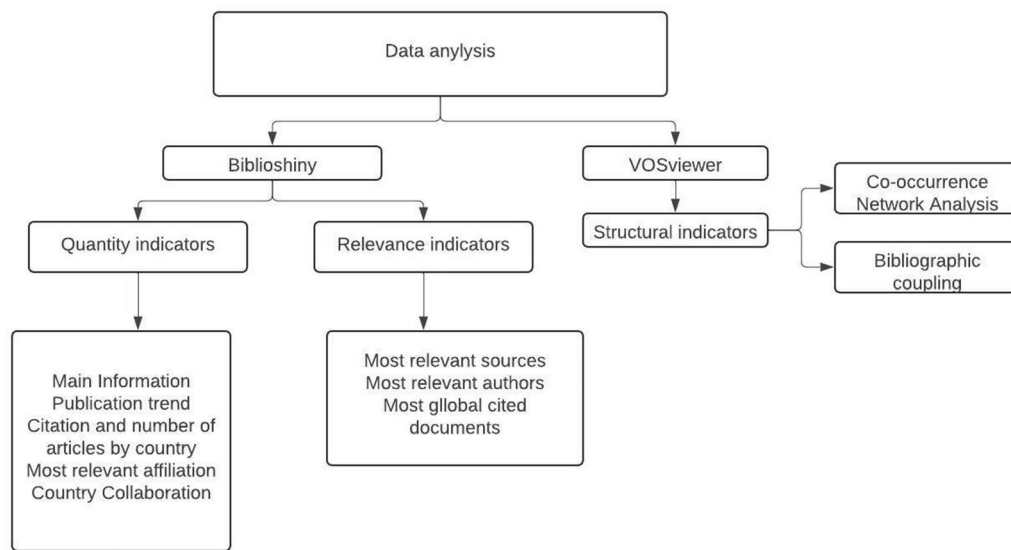 Data anylysis
Biblioshiny
VOSviewer
Co-occurrence
Network Analysis
Quantity indicators
Relevance indicators
Structural indicators
Bibliographic
coupling
Main Information
Publication trend
Citation and number of
articles by country
Most relevant affiliation
Country Collaboration
Most relevant sources
Most relevant authors
Most gllobal cited
documents